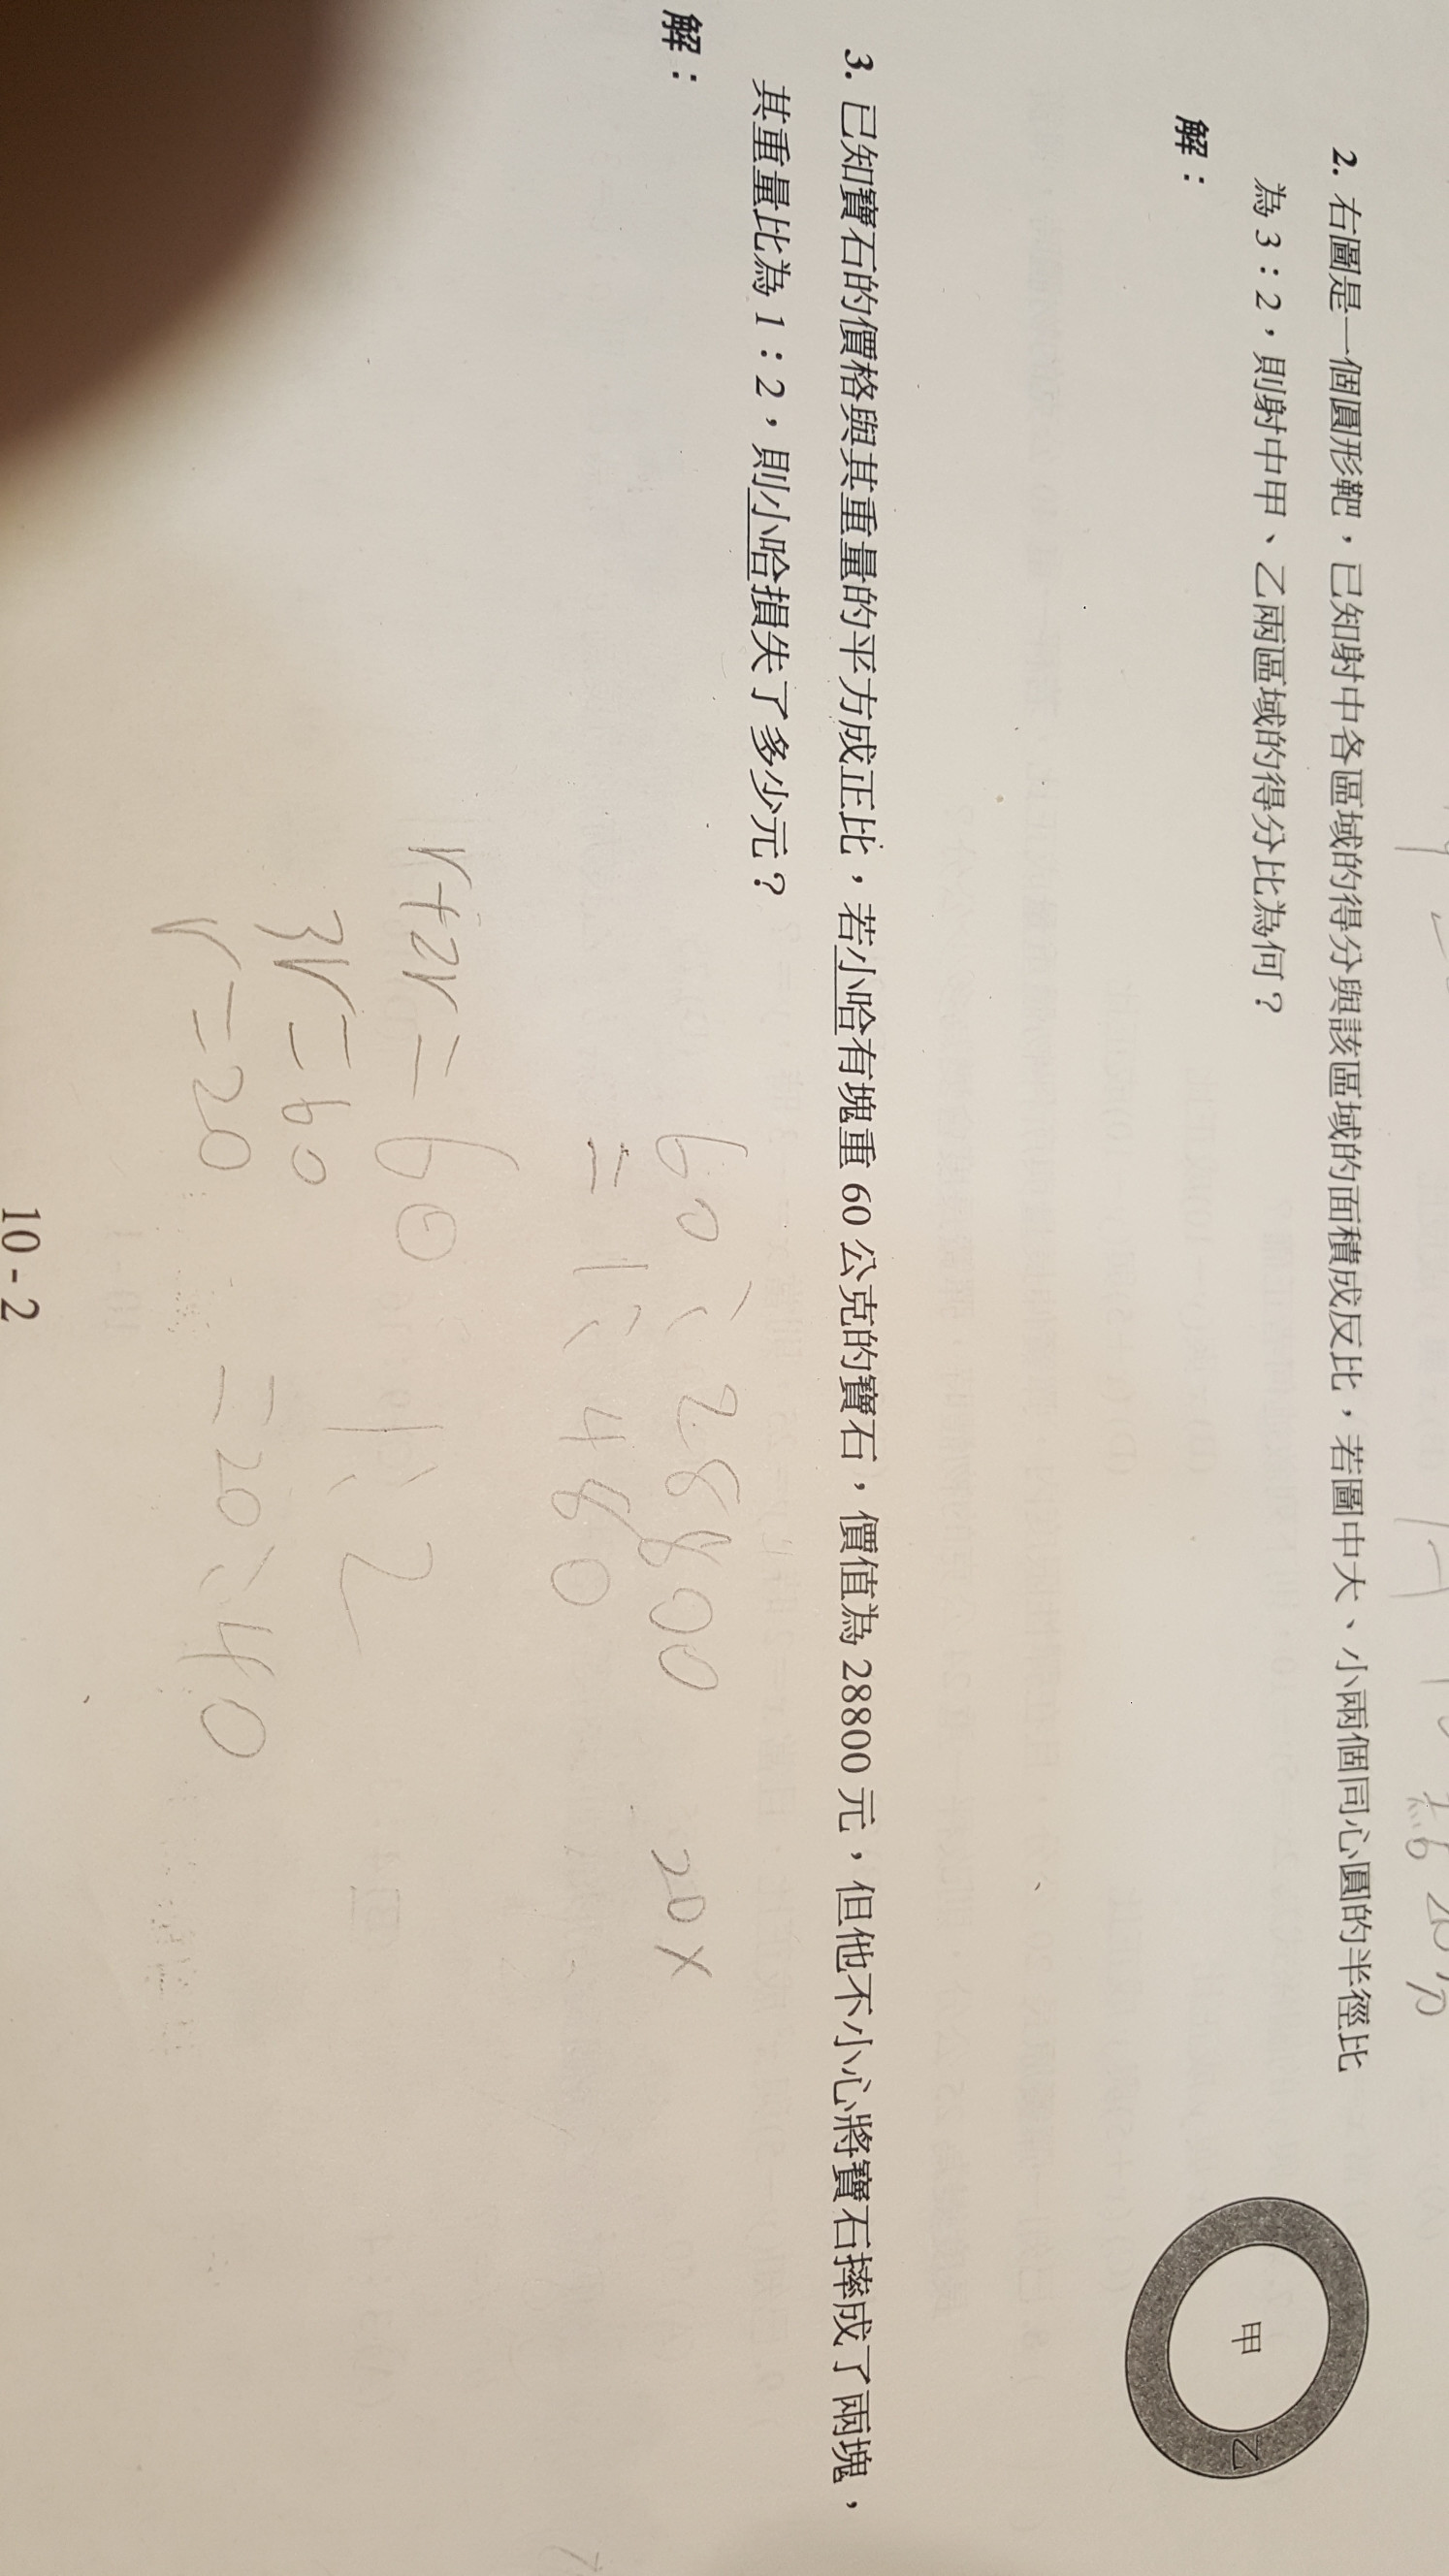 2. 右圖是一個圓形靶，已知射中各區域的得分與該區域的面積成反比，若圖中大、小兩個同心圓的半徑比
為 3：2，則射中甲、乙兩區域的得分比為何？
甲
乙
解：
3. 已知寶石的價格與其重量的平方成正比，若小哈有塊重 60 公克的寶石，價值為 28800 元，但他不小心將寶石摔成了兩塊，
其重量比為 1：2，則小哈損失了多少元？
解：
60：28800
20X
= 1：480
r+2r = 60
1：2
3r = 60
= 20：40
r = 20
10 - 2